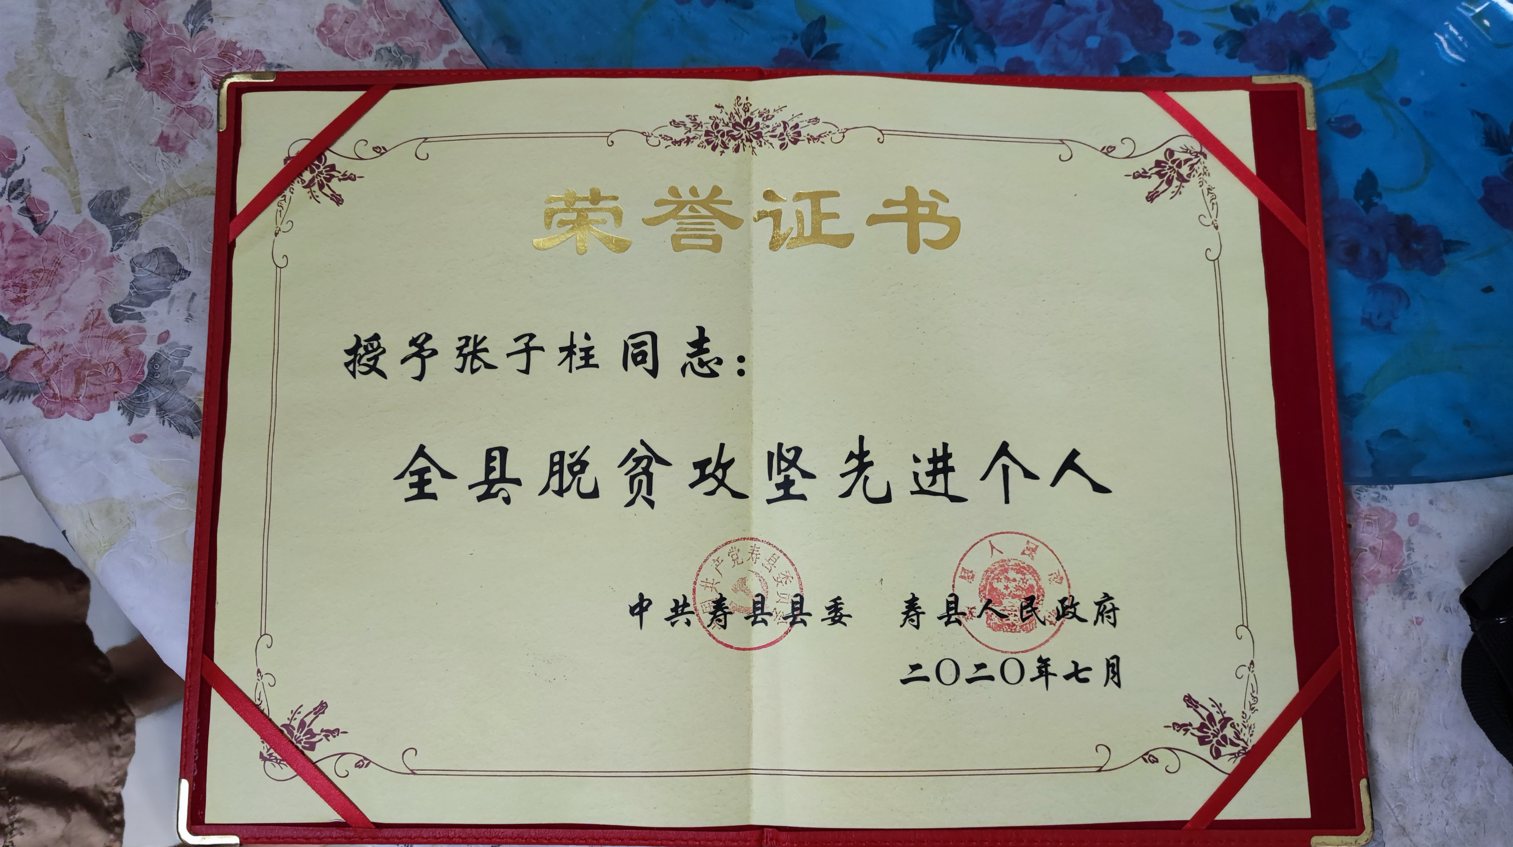 荣誉证书
授予张子柱同志：
全县脱贫攻坚先进个人
中共寿县县委 寿县人民政府
二〇二〇年七月